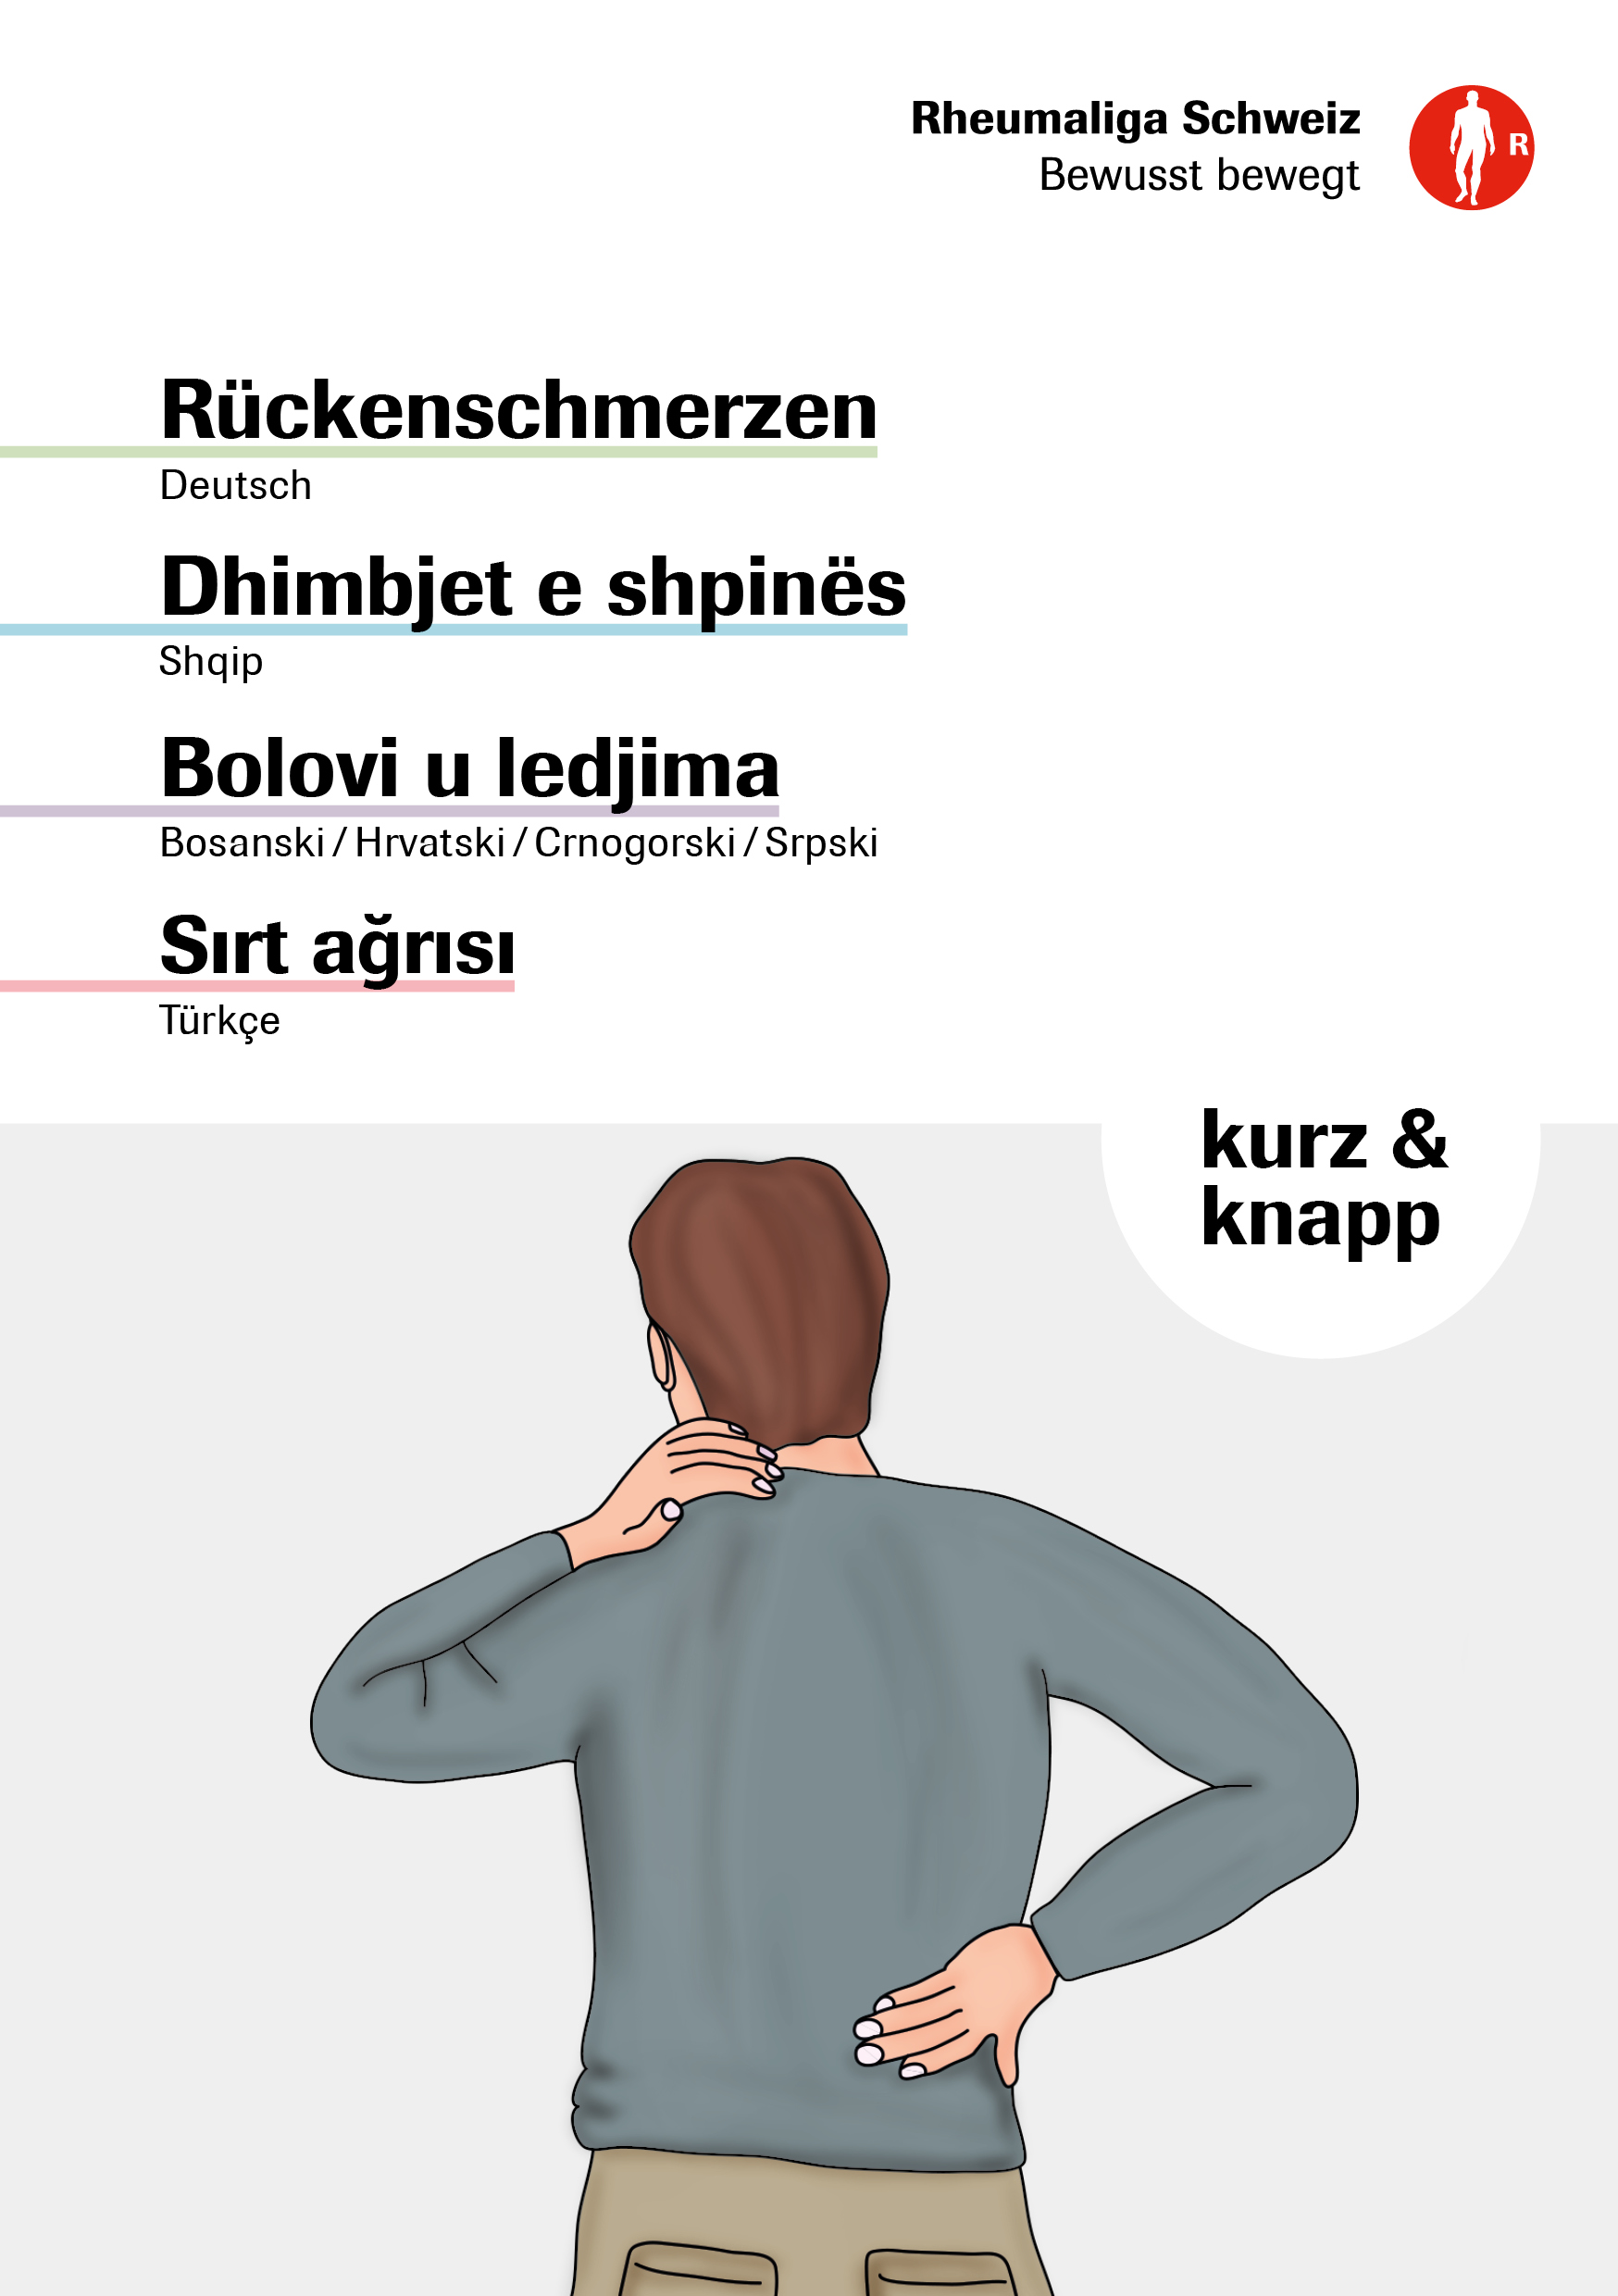 Rheumaliga Schweiz
Bewusst bewegt
R
Rückenschmerzen
Deutsch
Dhimbjet e shpinës
Shqip
Bolovi u ledjima
Bosanski / Hrvatski / Crnogorski / Srpski
Sırt ağrısı
Türkçe
kurz &
knapp